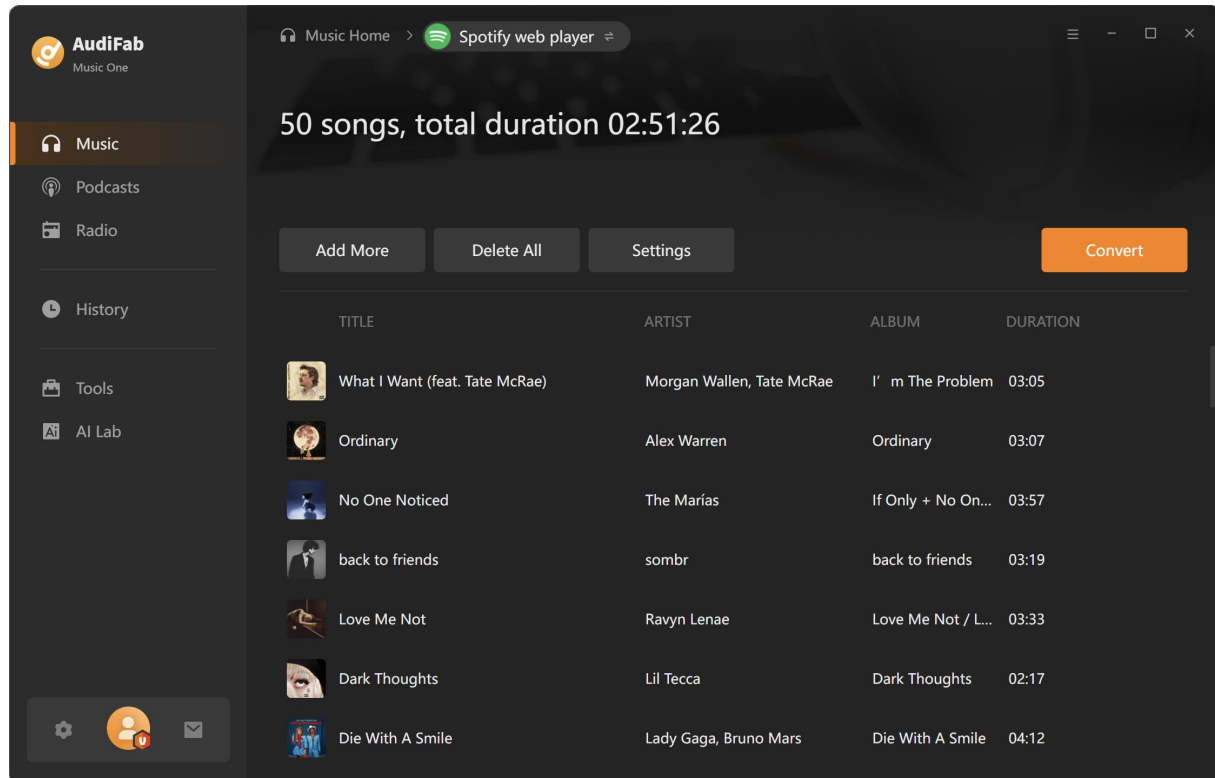 AudiFab
Music One
Music Home > Spotify web player
50 songs, total duration 02:51:26
Music
Podcasts
Radio
History
Tools
Ai AI Lab
Add More Delete All Settings Convert
TITLE ARTIST ALBUM DURATION
What I Want (feat. Tate McRae) Morgan Wallen, Tate McRae I’ m The Problem 03:05
Ordinary Alex Warren Ordinary 03:07
No One Noticed The Marías If Only + No On... 03:57
back to friends sombr back to friends 03:19
Love Me Not Ravyn Lenae Love Me Not / L... 03:33
Dark Thoughts Lil Tecca Dark Thoughts 02:17
Die With A Smile Lady Gaga, Bruno Mars Die With A Smile 04:12